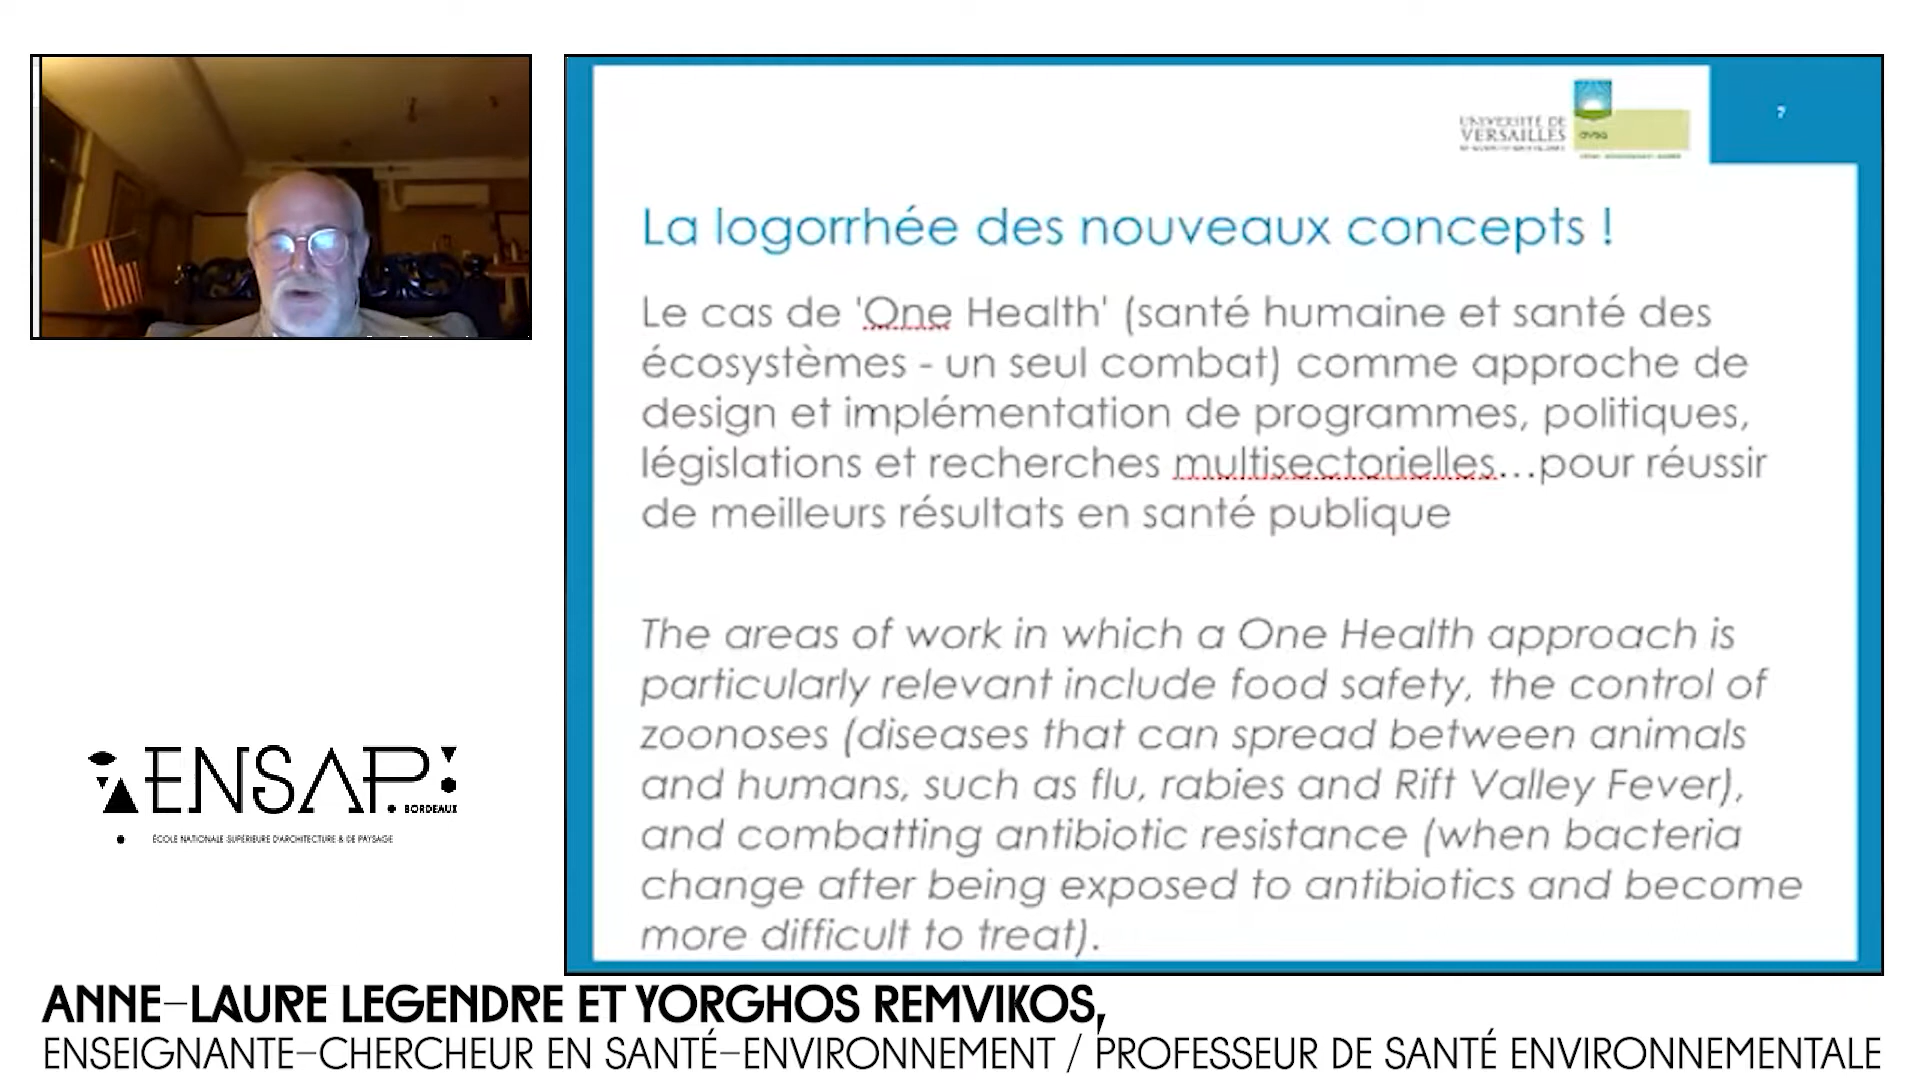 UNIVERSITÉ DE
VERSAILLES
ovsq
7
La logorrhée des nouveaux concepts !
Le cas de 'One Health' (santé humaine et santé des
écosystèmes - un seul combat) comme approche de
design et implémentation de programmes, politiques,
législations et recherches multisectorielles...pour réussir
de meilleurs résultats en santé publique
The areas of work in which a One Health approach is
particularly relevant include food safety, the control of
zoonoses (diseases that can spread between animals
and humans, such as flu, rabies and Rift Valley Fever),
and combatting antibiotic resistance (when bacteria
change after being exposed to antibiotics and become
more difficult to treat).
ENSAP
BORDEAUX
ÉCOLE NATIONALE SUPÉRIEURE D'ARCHITECTURE & DE PAYSAGE
ANNE-LAURE LEGENDRE ET YORGHOS REMVIKOS,
ENSEIGNANTE-CHERCHEUR EN SANTÉ-ENVIRONNEMENT / PROFESSEUR DE SANTÉ ENVIRONNEMENTALE